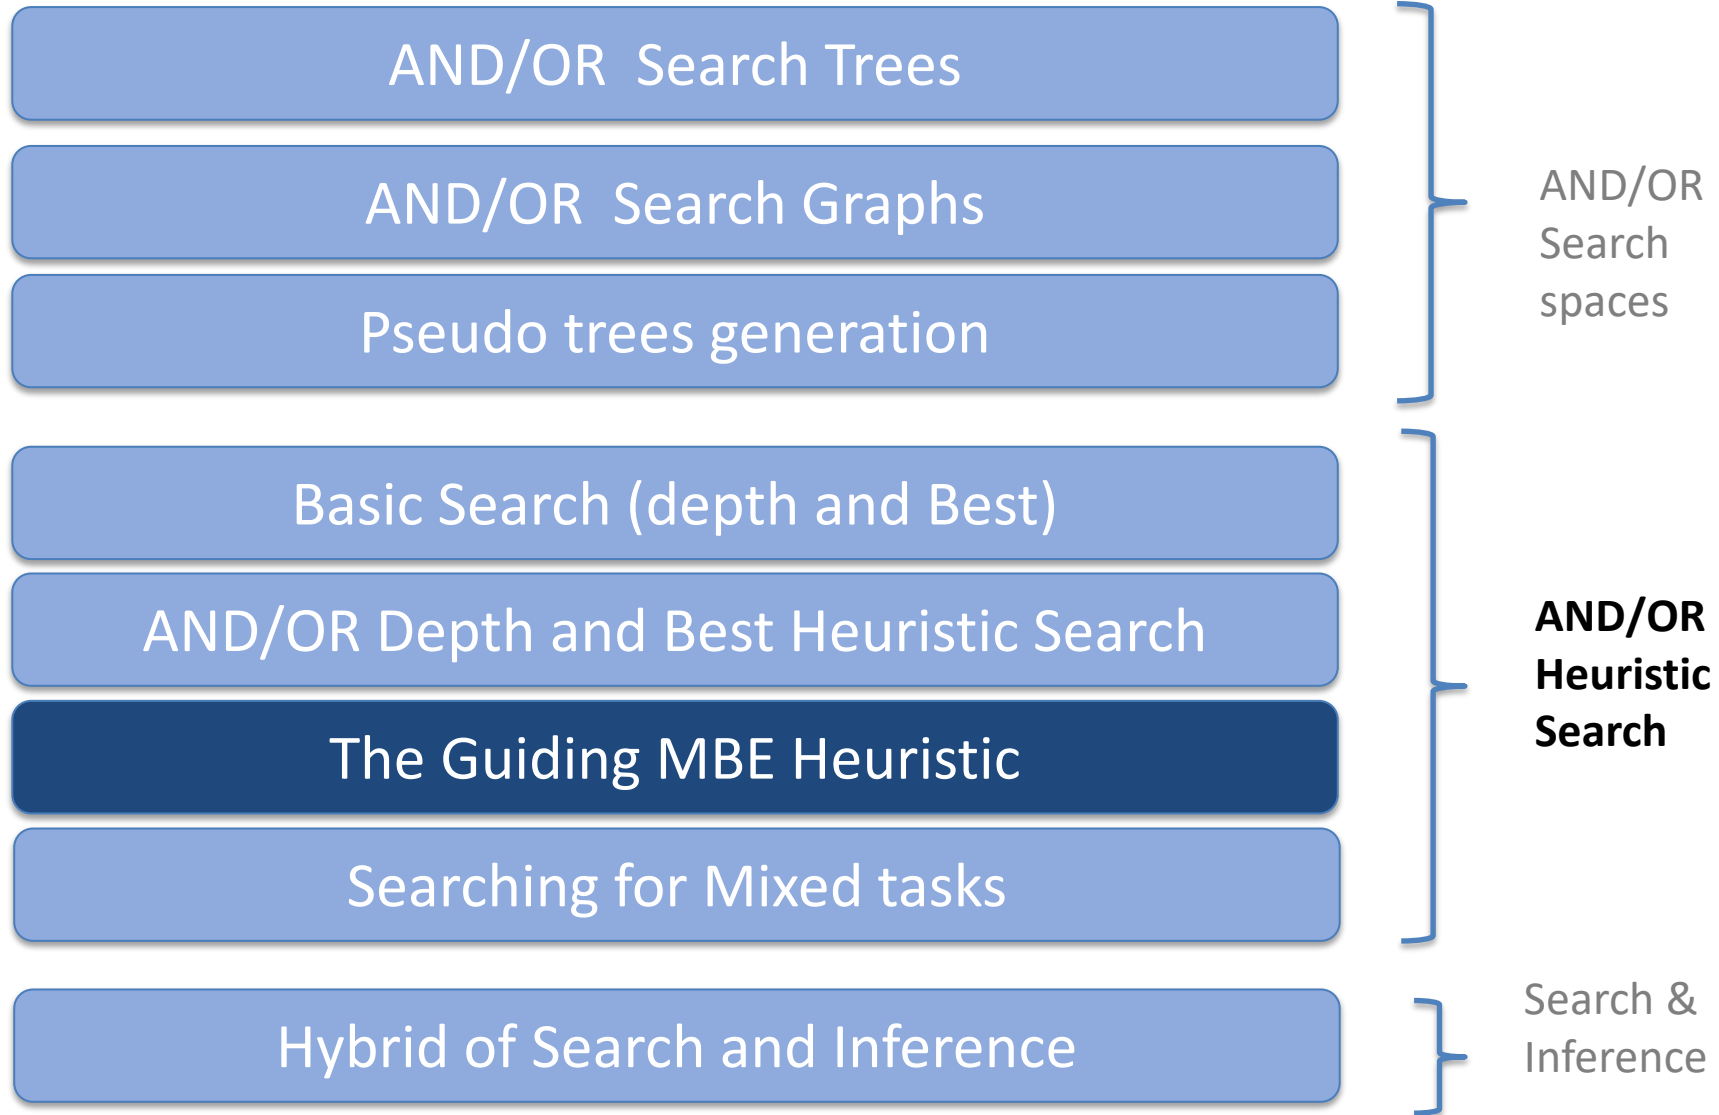 AND/OR  Search Trees
AND/OR  Search Graphs
Pseudo trees generation
AND/OR
Search
spaces
Basic Search (depth and Best)
AND/OR Depth and Best Heuristic Search
The Guiding MBE Heuristic
Searching for Mixed tasks
AND/OR
Heuristic
Search
Hybrid of Search and Inference
Search &
Inference